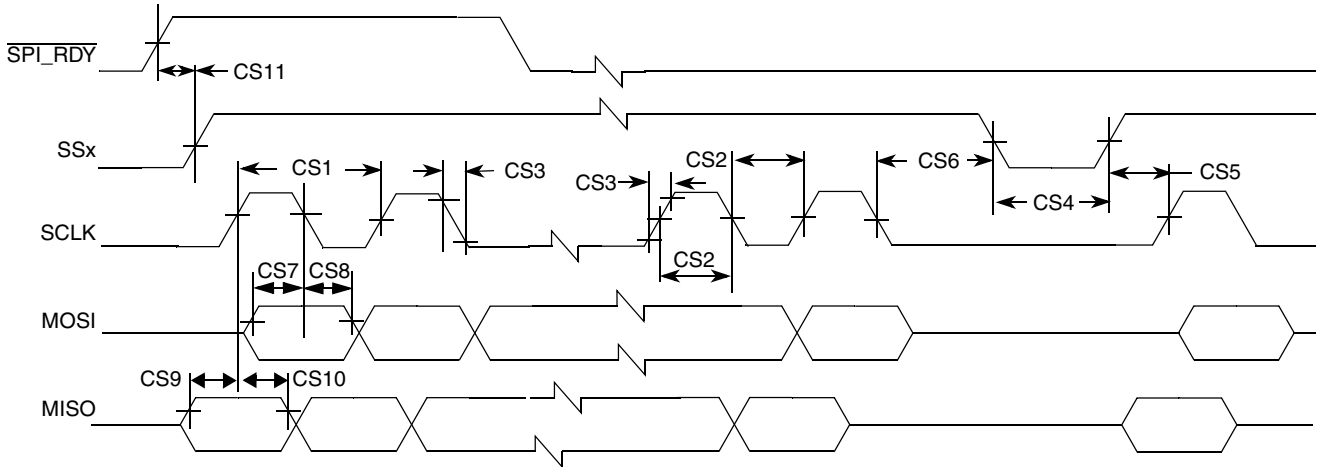 SPI_RDY
CS11
SSx
CS1
CS3
CS3
CS2
CS6
CS5
CS4
SCLK
CS2
CS7
CS8
MOSI
CS9
CS10
MISO